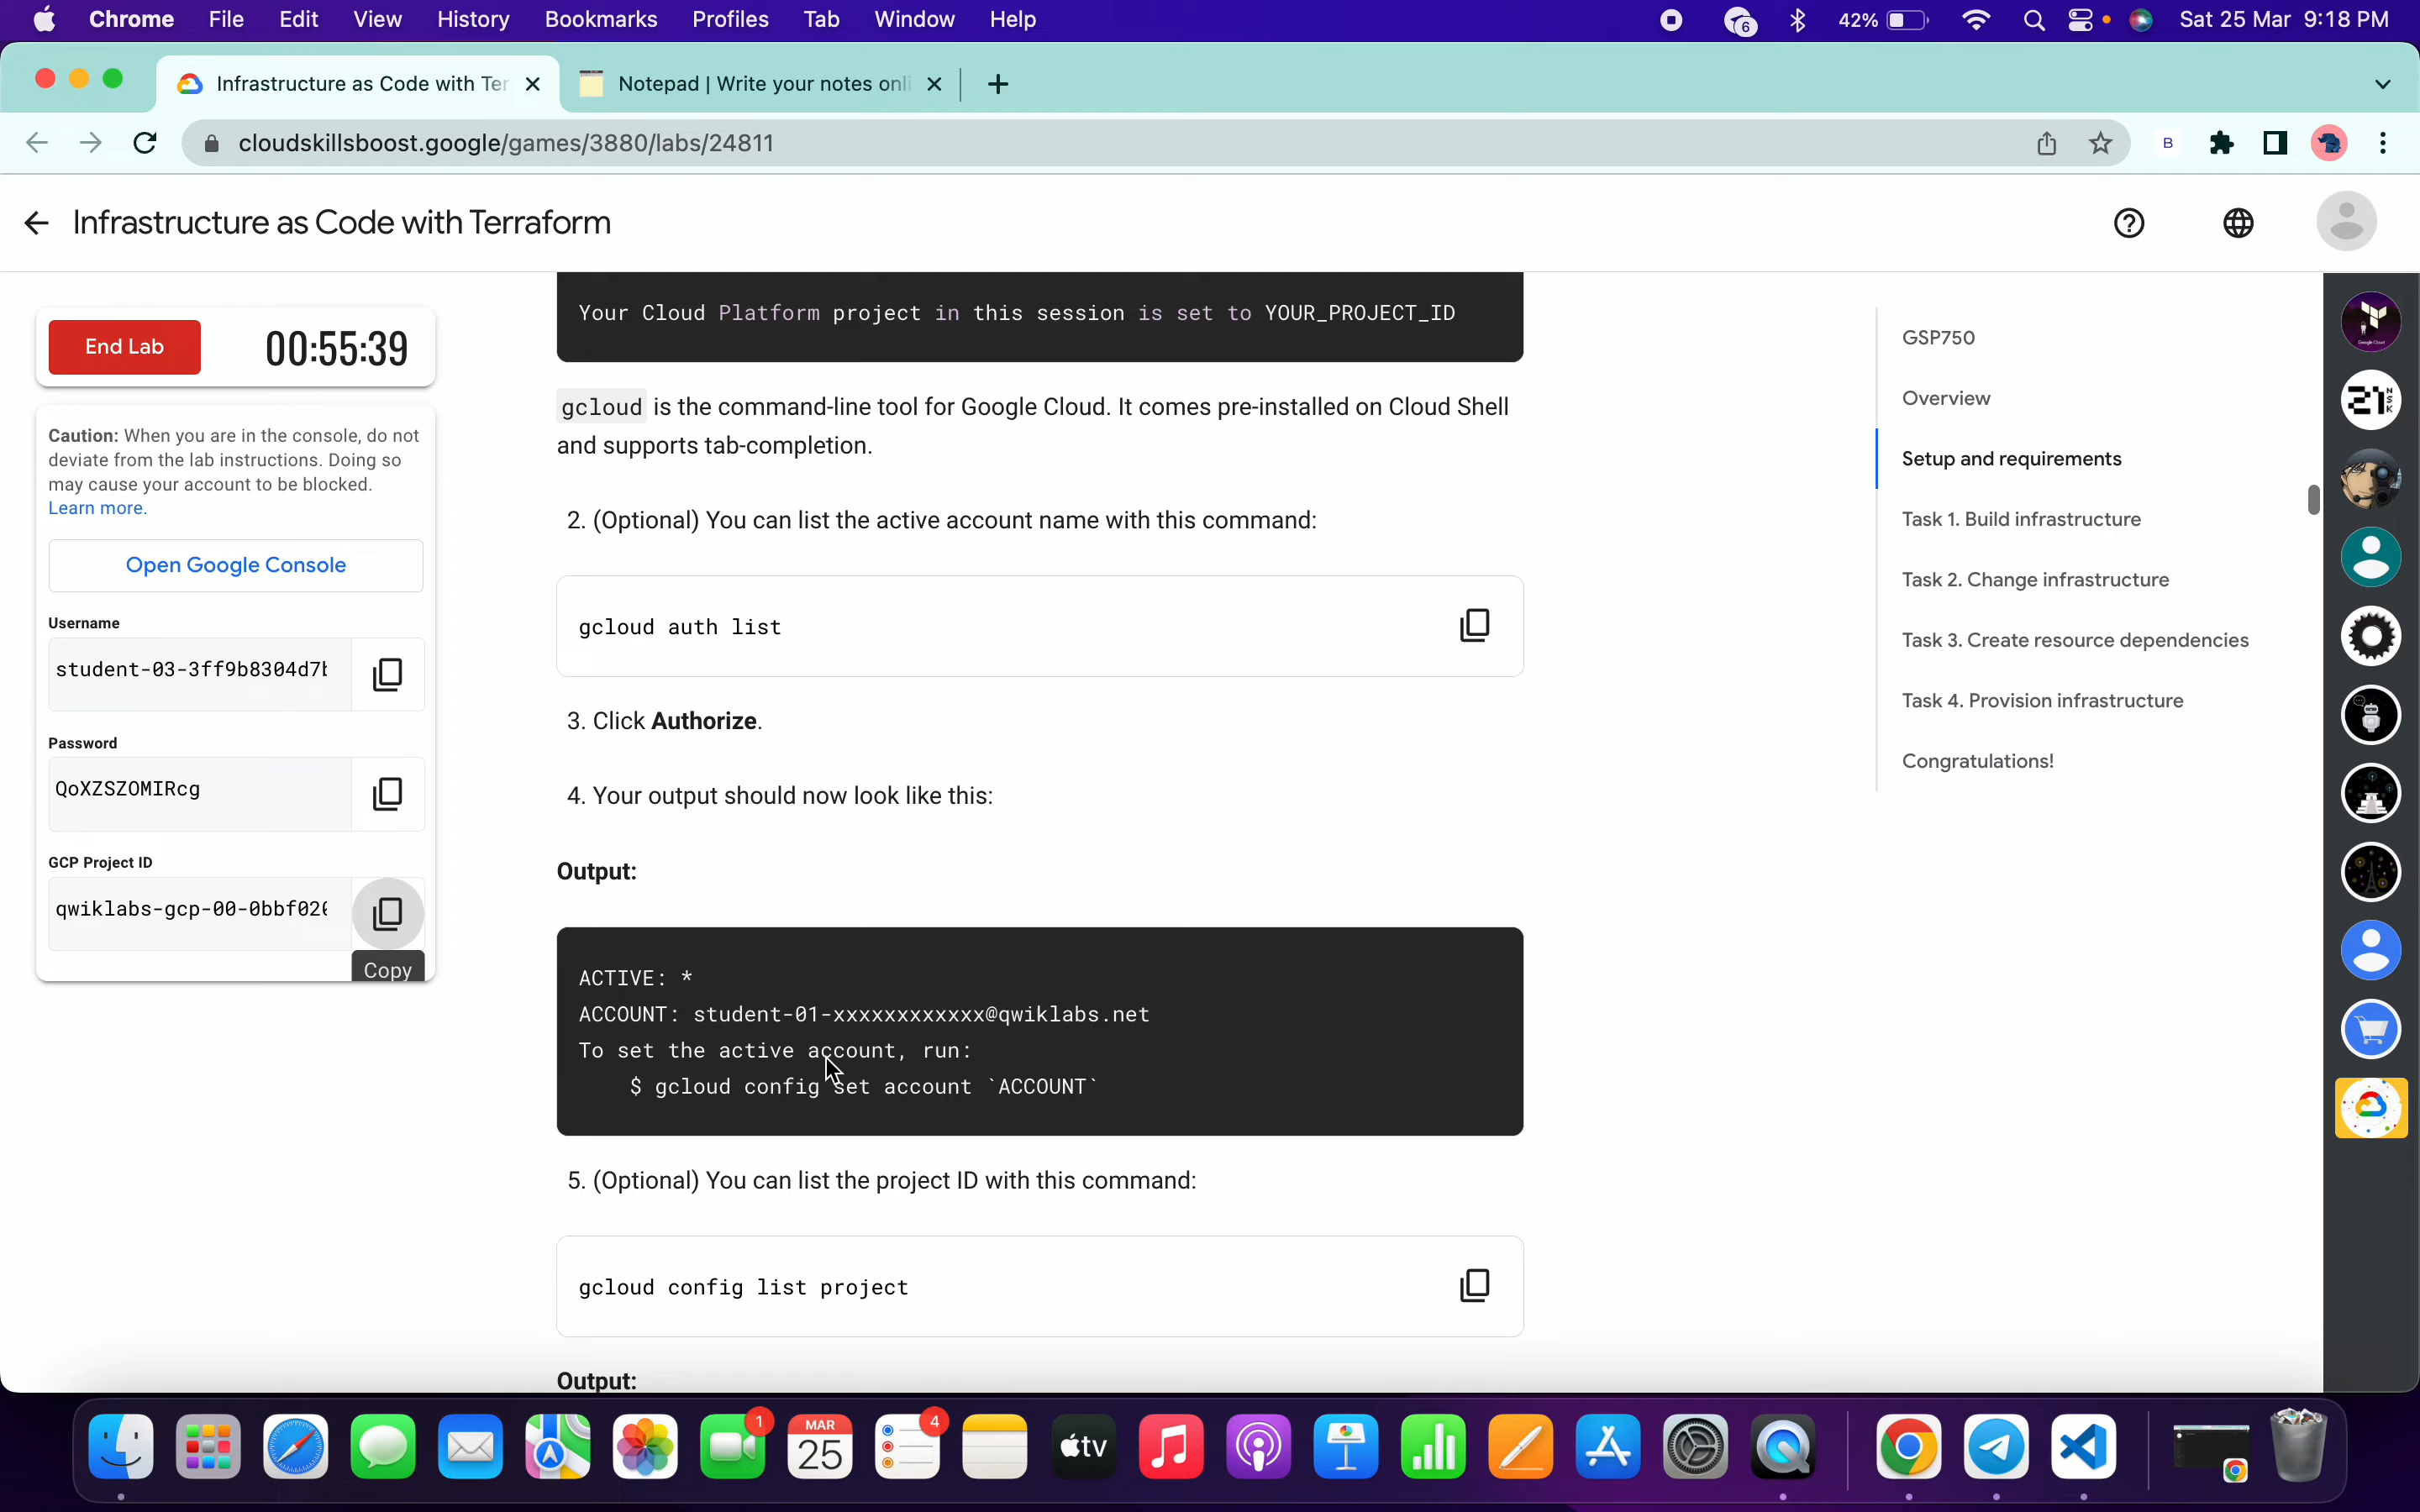 Chrome File Edit View History Bookmarks Profiles Tab Window Help 6 42% Sat 25 Mar 9:18 PM
Infrastructure as Code with Ter
Notepad | Write your notes onli
cloudskillsboost.google/games/3880/labs/24811
B
Infrastructure as Code with Terraform
End Lab
00:55:39
Caution: When you are in the console, do not
deviate from the lab instructions. Doing so
may cause your account to be blocked.
Learn more.
Open Google Console
Username
student-03-3ff9b8304d7
Password
QoXZSZOMIRcg
GCP Project ID
qwiklabs-gcp-00-0bbf02
Copy
Your Cloud Platform project in this session is set to YOUR_PROJECT_ID
gcloud is the command-line tool for Google Cloud. It comes pre-installed on Cloud Shell
and supports tab-completion.
2. (Optional) You can list the active account name with this command:
gcloud auth list
3. Click Authorize.
4. Your output should now look like this:
Output:
ACTIVE: *
ACCOUNT: student-01-xxxxxxxxxxxx@qwiklabs.net
To set the active account, run:
$ gcloud config set account `ACCOUNT`
5. (Optional) You can list the project ID with this command:
gcloud config list project
Output:
GSP750
Overview
Setup and requirements
Task 1. Build infrastructure
Task 2. Change infrastructure
Task 3. Create resource dependencies
Task 4. Provision infrastructure
Congratulations!
Google Cloud
21
NSK
1
MAR
25
4
tv